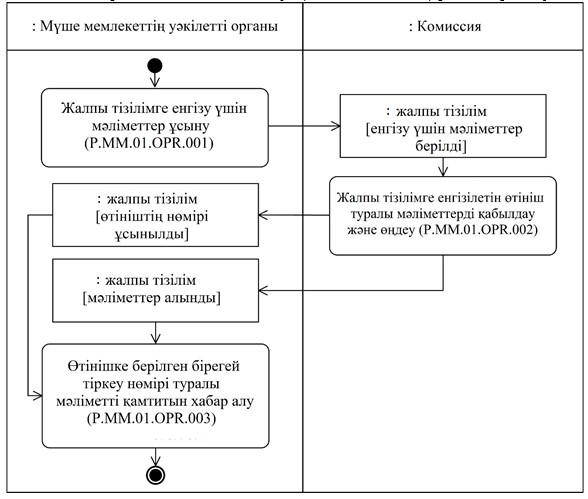 : Мүше мемлекеттің уәкілетті органы
: Комиссия
Жалпы тізілімге енгізу үшін
мәліметтер ұсыну
(P.MM.01.OPR.001)
: жалпы тізілім
[енгізу үшін мәліметтер
берілді]
Жалпы тізілімге енгізілетін өтініш
туралы мәліметтерді қабылдау
және өңдеу (P.MM.01.OPR.002)
: жалпы тізілім
[өтініштің нөмірі
ұсынылды]
: жалпы тізілім
[мәліметтер алынды]
Өтінішке берілген бірегей
тіркеу нөмірі туралы
мәліметті қамтитын хабар алу
(P.MM.01.OPR.003)